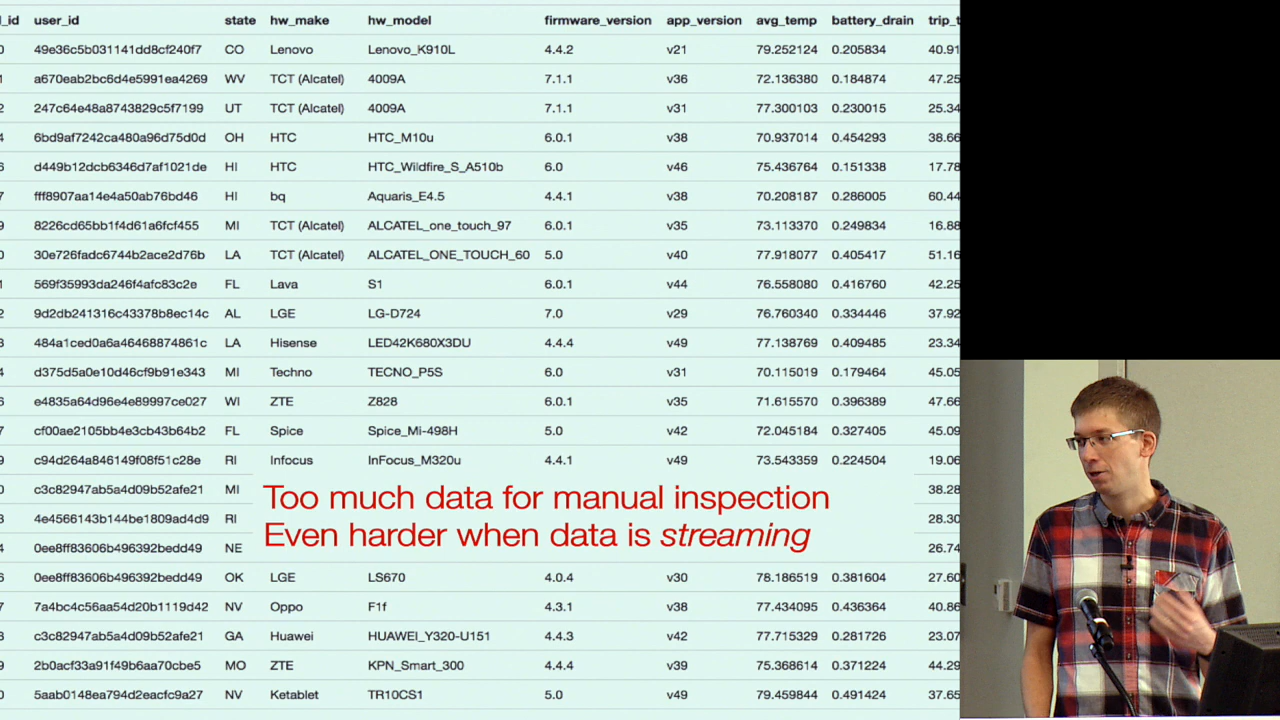 l_id user_id state hw_make hw_model firmware_version app_version avg_temp battery_drain trip_t
0 49e36c5b031141dd8cf240f7 CO Lenovo Lenovo_K910L 4.4.2 v21 79.252124 0.205834 40.91
1 a670eab2bc6d4e5991ea4269 WV TCT (Alcatel) 4009A 7.1.1 v36 72.136380 0.184874 47.25
2 247c64e48a8743829c5f7199 UT TCT (Alcatel) 4009A 7.1.1 v31 77.300103 0.230015 25.34
4 6bd9af7242ca480a96d75d0d OH HTC HTC_M10u 6.0.1 v38 70.937014 0.454293 38.66
6 d449b12dcb6346d7af1021de HI HTC HTC_Wildfire_S_A510b 6.0 v46 75.436764 0.151338 17.78
7 fff8907aa14e4a50ab76bd46 HI bq Aquaris_E4.5 4.4.1 v38 70.208187 0.286005 60.44
9 8226cd65bb1f4d61a6fcf455 MI TCT (Alcatel) ALCATEL_one_touch_97 6.0.1 v35 73.113370 0.249834 16.88
0 30e726fadc6744b2ace2d76b LA TCT (Alcatel) ALCATEL_ONE_TOUCH_60 5.0 v40 77.918077 0.405417 51.16
1 569f35993da246f4afc83c2e FL Lava S1 6.0.1 v44 76.558080 0.416760 42.25
2 9d2db241316c43378b8ec14c AL LGE LG-D724 7.0 v29 76.760340 0.334446 37.92
3 484a1ced0a6a46468874861c LA Hisense LED42K680X3DU 4.4.4 v49 77.138769 0.409485 23.34
4 d375d5a0e10d46cf9b91e343 MI Techno TECNO_P5S 6.0 v31 70.115019 0.179464 45.05
6 e4835a64d96e4e89997ce027 WI ZTE Z828 6.0.1 v35 71.615570 0.396389 47.66
7 cf00ae2105bb4e3cb43b64b2 FL Spice Spice_Mi-498H 5.0 v42 72.045184 0.327405 45.09
9 c94d264a846149f08f51c28e RI Infocus InFocus_M320u 4.4.1 v49 73.543359 0.224504 19.06
0 c3c82947ab5a4d09b52afe21 MI 38.28
Too much data for manual inspection
3 4e4566143b144be1809ad4d9 RI 28.30
Even harder when data is streaming
4 0ee8ff83606b496392bedd49 NE 26.74
6 0ee8ff83606b496392bedd49 OK LGE LS670 4.0.4 v30 78.186519 0.381604 27.60
7 7a4bc4c56aa54d20b1119d42 NV Oppo F1f 4.3.1 v38 77.434095 0.436364 40.86
8 c3c82947ab5a4d09b52afe21 GA Huawei HUAWEI_Y320-U151 4.4.3 v42 77.715329 0.281726 23.07
9 2b0acf33a91f49b6aa70cbe5 MO ZTE KPN_Smart_300 4.4.4 v39 75.368614 0.371224 44.29
0 5aab0148ea794d2eacfc9a27 NV Ketablet TR10CS1 5.0 v49 79.459844 0.491424 37.65